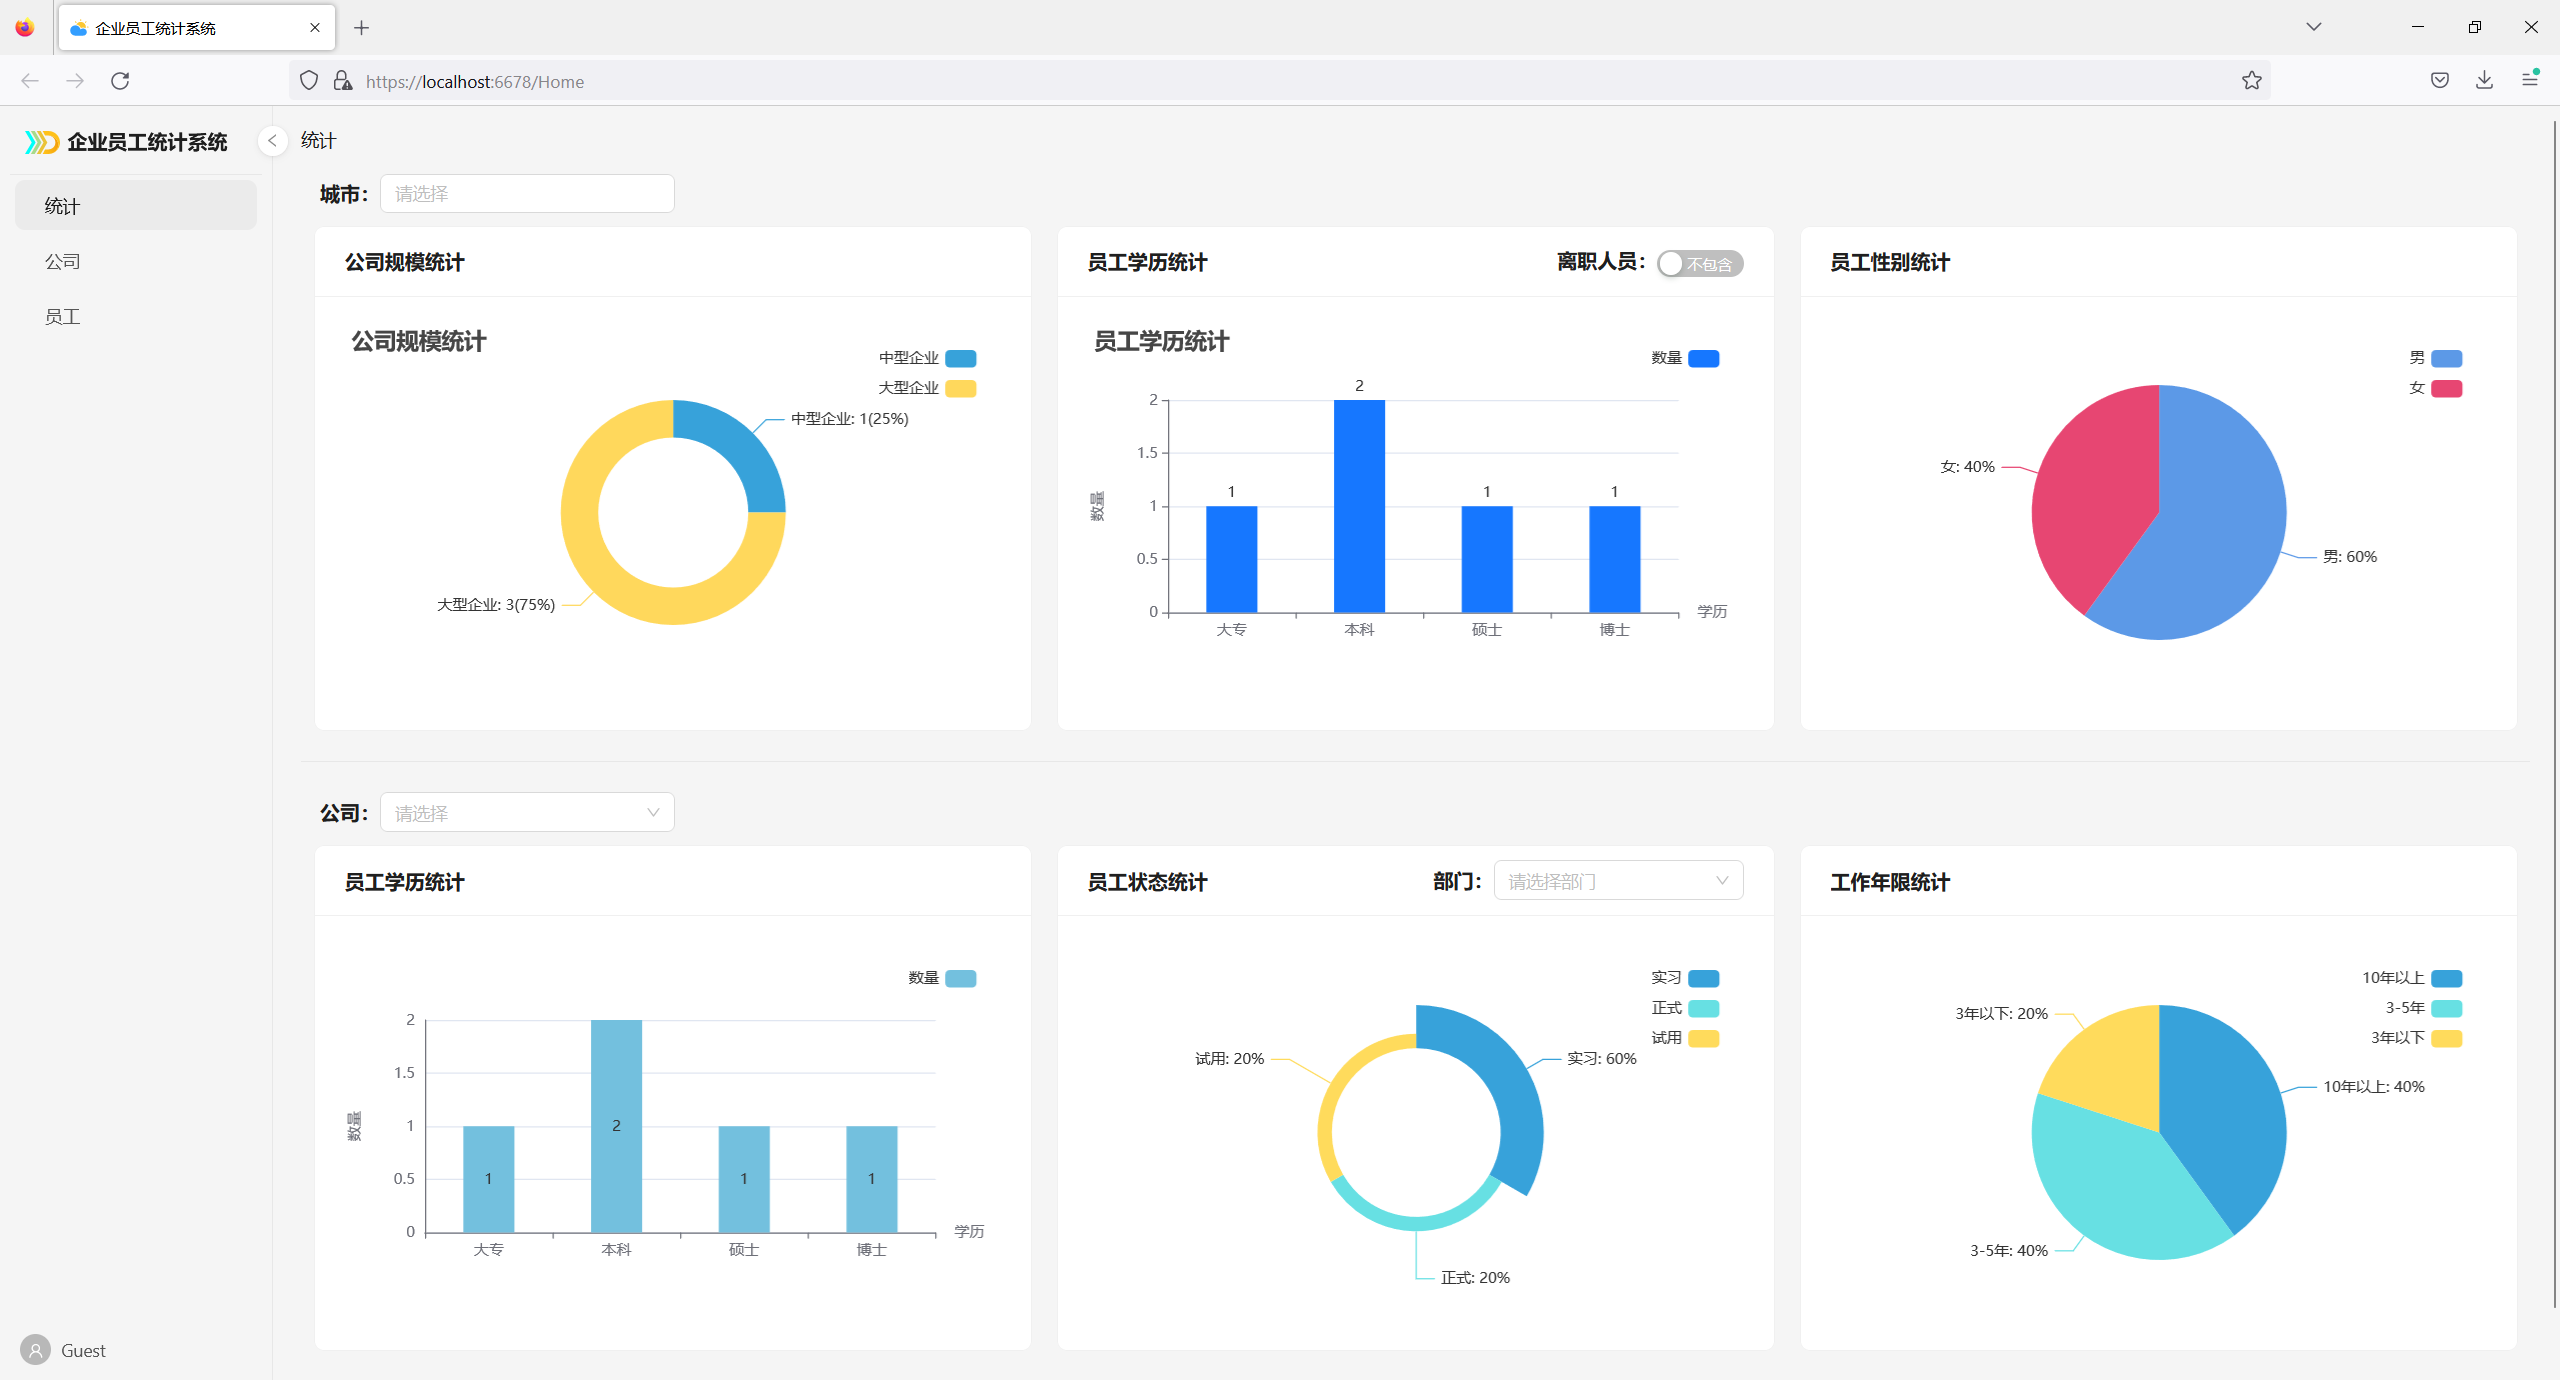 企业员工统计系统
https://localhost:6678/Home
企业员工统计系统
统计
公司
员工
Guest
统计
城市：
请选择
公司规模统计
公司规模统计
中型企业
大型企业
中型企业: 1(25%)
大型企业: 3(75%)
员工学历统计
离职人员：
不包含
员工学历统计
数量
2
2
1.5
1
1
1
1
0.5
0
数量
大专
本科
硕士
博士
学历
员工性别统计
男
女
女: 40%
男: 60%
公司：
请选择
员工学历统计
数量
2
1.5
1
2
0.5
1
1
1
0
数量
大专
本科
硕士
博士
学历
员工状态统计
部门：
请选择部门
实习
正式
试用
试用: 20%
实习: 60%
正式: 20%
工作年限统计
10年以上
3-5年
3年以下
3年以下: 20%
10年以上: 40%
3-5年: 40%